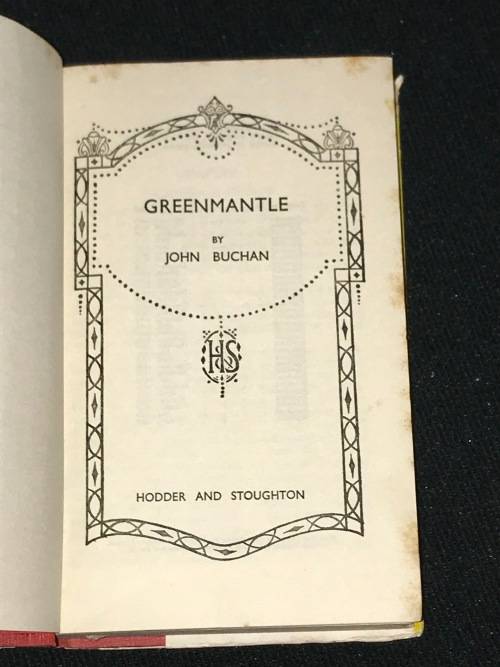 GREENMANTLE
BY
JOHN BUCHAN
HS
HODDER AND STOUGHTON